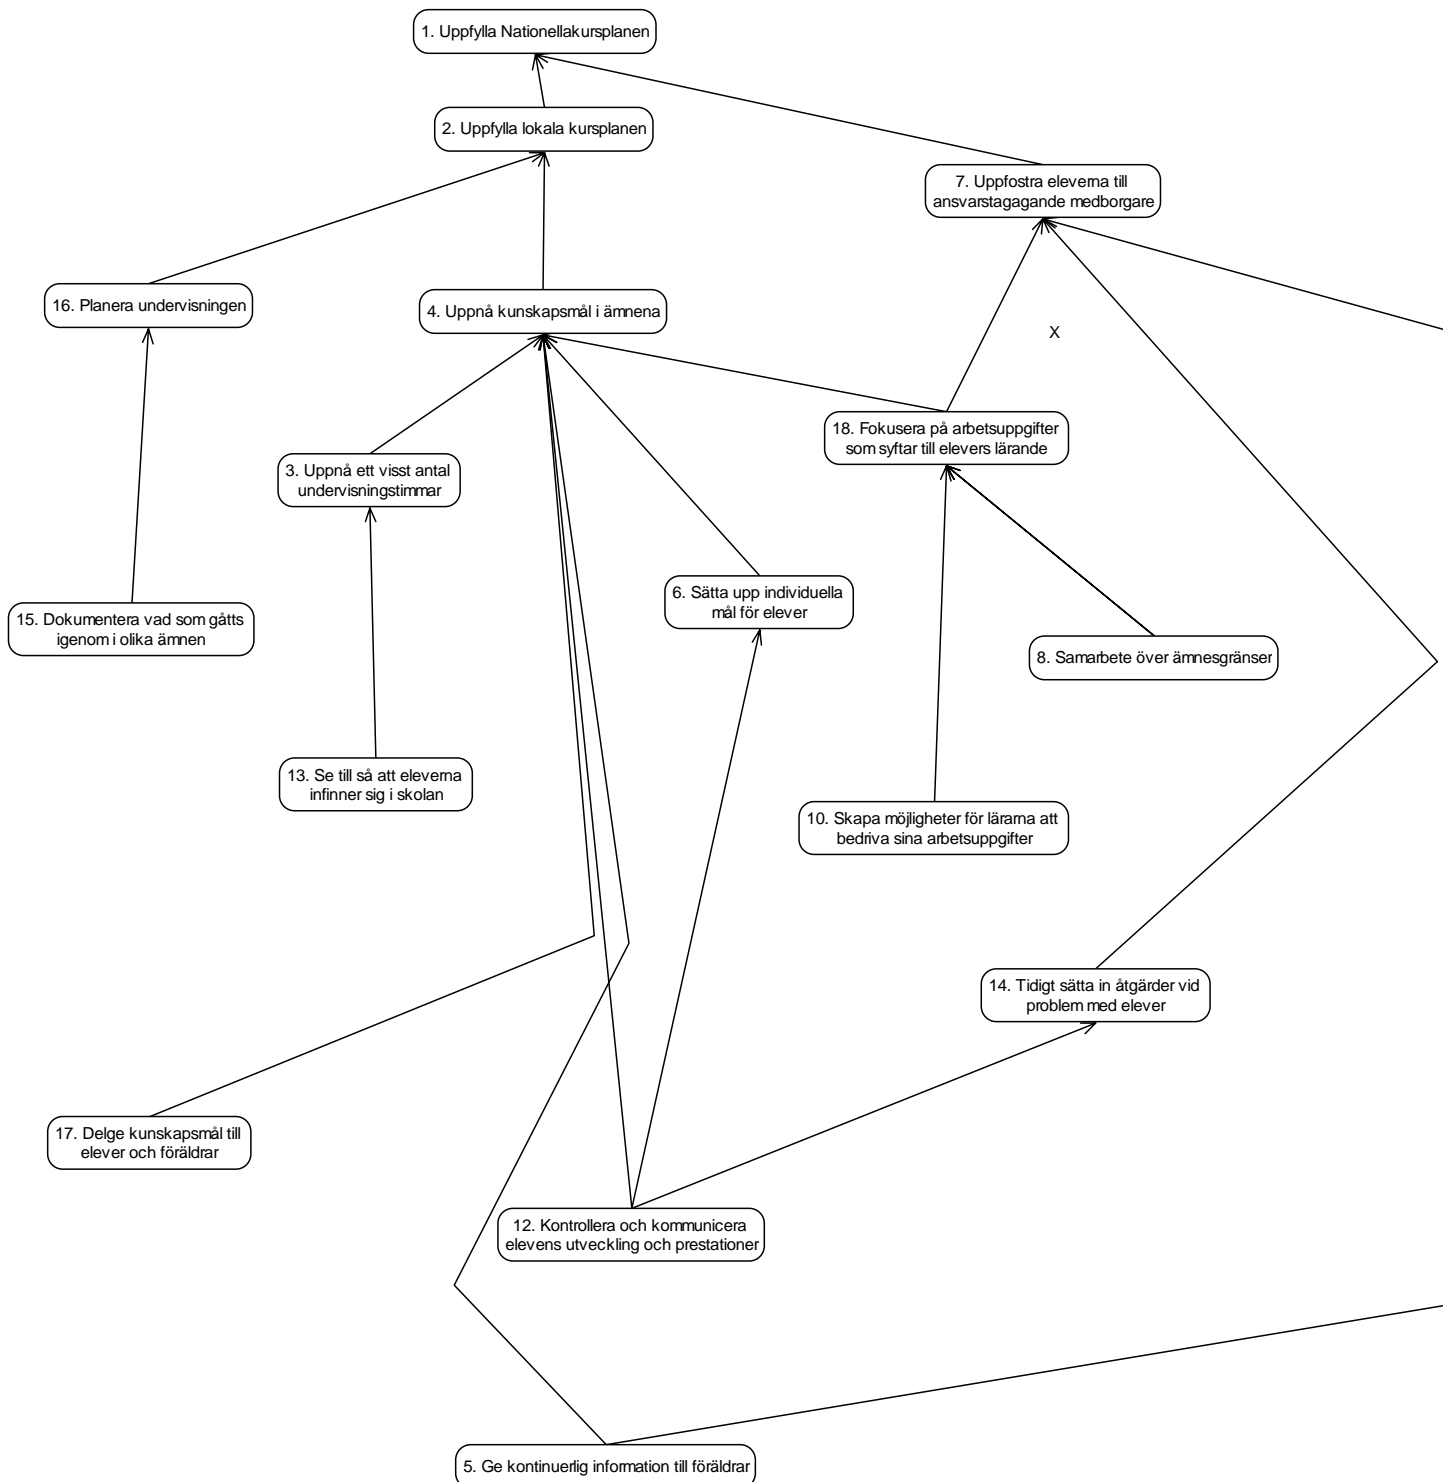 1. Uppfylla Nationellakursplanen
2. Uppfylla lokala kursplanen
7. Uppfostra eleverna till
ansvarstagagande medborgare
16. Planera undervisningen
4. Uppnå kunskapsmål i ämnena
X
18. Fokusera på arbetsuppgifter
som syftar till elevers lärande
3. Uppnå ett visst antal
undervisningstimmar
6. Sätta upp individuella
mål för elever
15. Dokumentera vad som gåtts
igenom i olika ämnen
8. Samarbete över ämnesgränser
13. Se till så att eleverna
infinner sig i skolan
10. Skapa möjligheter för lärarna att
bedriva sina arbetsuppgifter
14. Tidigt sätta in åtgärder vid
problem med elever
17. Delge kunskapsmål till
elever och föräldrar
12. Kontrollera och kommunicera
elevens utveckling och prestationer
5. Ge kontinuerlig information till föräldrar